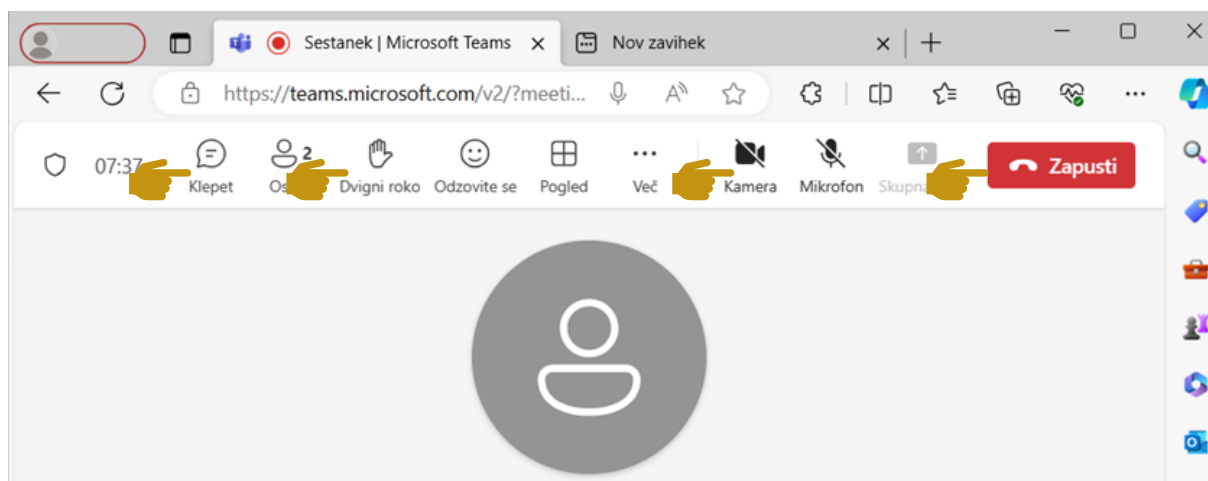 Sestanek | Microsoft Teams
Nov zavihek
https://teams.microsoft.com/v2/?meeti...
07:37
2
Klepet
Dvigni roko
Odzovite se
Pogled
Več
Kamera
Mikrofon
Zapusti